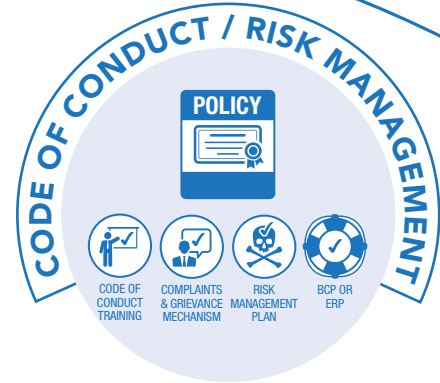 CODE OF CONDUCT / RISK MANAGEMENT
POLICY
CODE OF
CONDUCT
TRAINING
COMPLAINTS
& GRIEVANCE
MECHANISM
RISK
MANAGEMENT
PLAN
BCP OR
ERP